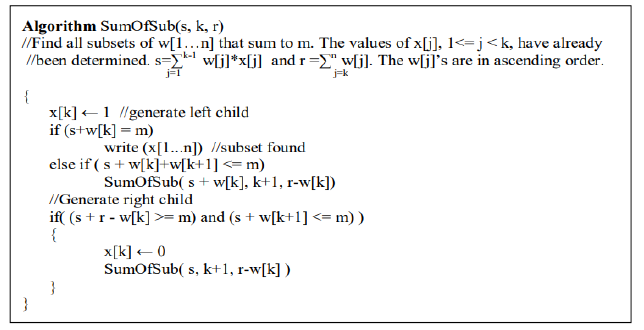 Algorithm SumOfSub(s, k, r)
//Find all subsets of w[1…n] that sum to m. The values of x[j], 1<=j < k, have already
//been determined. s=∑ᵏ⁻¹ⱼ₌₁ w[j]*x[j] and r =∑ⁿⱼ₌ₖ w[j]. The w[j]’s are in ascending order.
{
x[k] ← 1 //generate left child
if (s+w[k] = m)
write (x[1...n]) //subset found
else if ( s + w[k]+w[k+1] <= m)
SumOfSub( s + w[k], k+1, r-w[k])
//Generate right child
if( (s + r - w[k] >= m) and (s + w[k+1] <= m) )
{
x[k] ← 0
SumOfSub( s, k+1, r-w[k] )
}
}